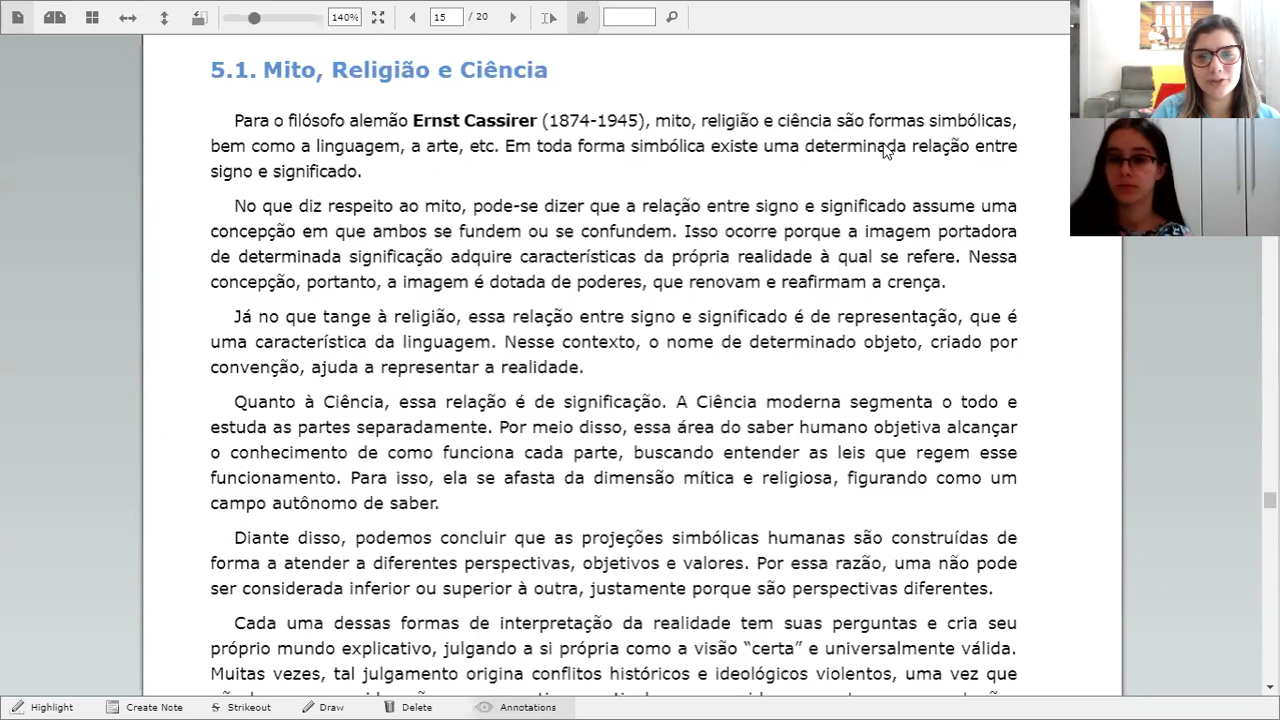 140%
15
/ 20
5.1. Mito, Religião e Ciência
Para o filósofo alemão Ernst Cassirer (1874-1945), mito, religião e ciência são formas simbólicas,
bem como a linguagem, a arte, etc. Em toda forma simbólica existe uma determinada relação entre
signo e significado.
No que diz respeito ao mito, pode-se dizer que a relação entre signo e significado assume uma
concepção em que ambos se fundem ou se confundem. Isso ocorre porque a imagem portadora
de determinada significação adquire características da própria realidade à qual se refere. Nessa
concepção, portanto, a imagem é dotada de poderes, que renovam e reafirmam a crença.
Já no que tange à religião, essa relação entre signo e significado é de representação, que é
uma característica da linguagem. Nesse contexto, o nome de determinado objeto, criado por
convenção, ajuda a representar a realidade.
Quanto à Ciência, essa relação é de significação. A Ciência moderna segmenta o todo e
estuda as partes separadamente. Por meio disso, essa área do saber humano objetiva alcançar
o conhecimento de como funciona cada parte, buscando entender as leis que regem esse
funcionamento. Para isso, ela se afasta da dimensão mítica e religiosa, figurando como um
campo autônomo de saber.
Diante disso, podemos concluir que as projeções simbólicas humanas são construídas de
forma a atender a diferentes perspectivas, objetivos e valores. Por essa razão, uma não pode
ser considerada inferior ou superior à outra, justamente porque são perspectivas diferentes.
Cada uma dessas formas de interpretação da realidade tem suas perguntas e cria seu
próprio mundo explicativo, julgando a si própria como a visão “certa” e universalmente válida.
Muitas vezes, tal julgamento origina conflitos históricos e ideológicos violentos, uma vez que
Highlight
Create Note
Strikeout
Draw
Delete
Annotations